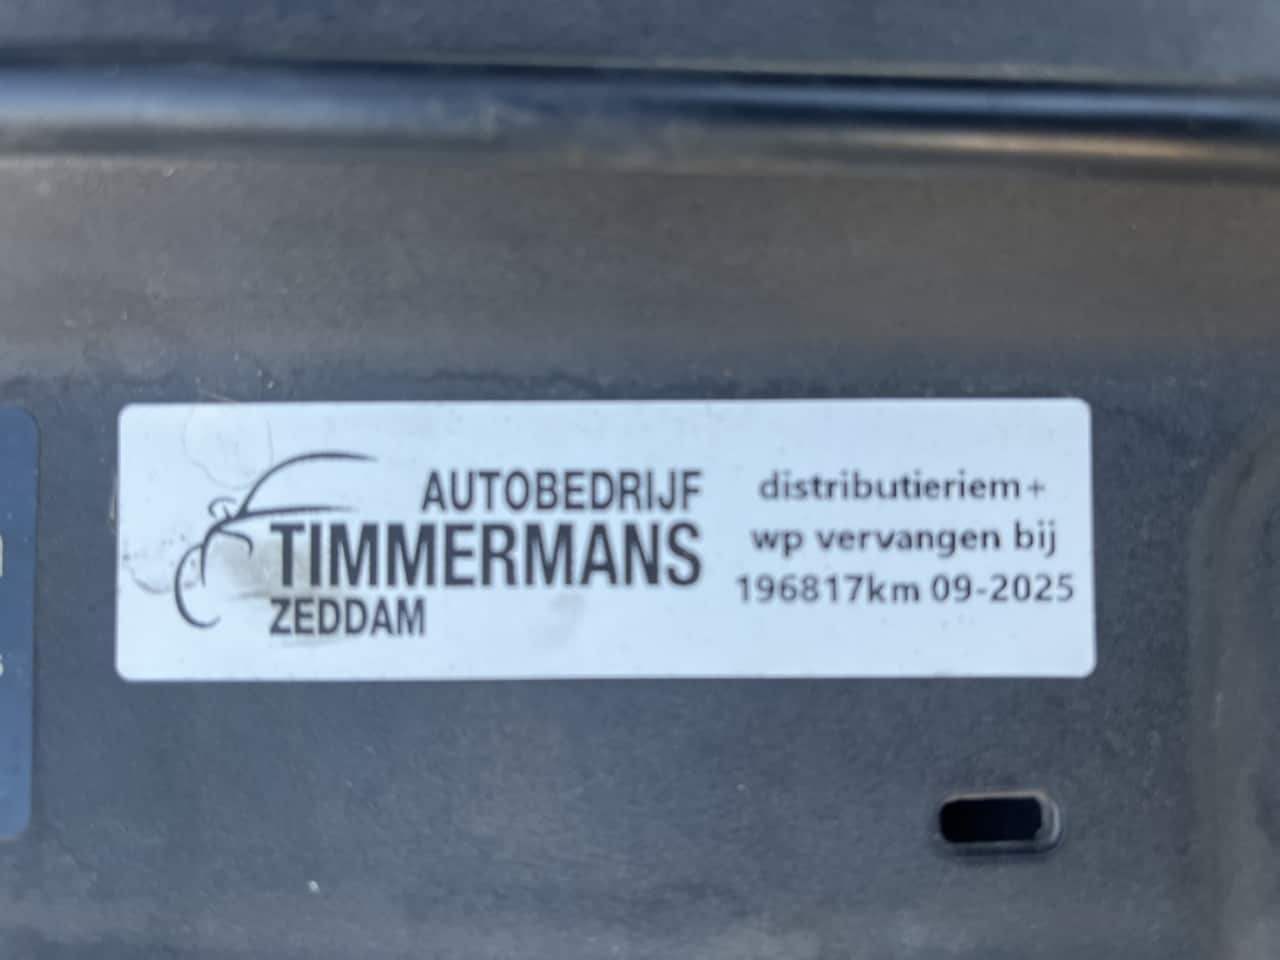 AUTOBEDRIJF
TIMMERMANS
ZEDDAM
distributieriem+
wp vervangen bij
196817km 09-2025